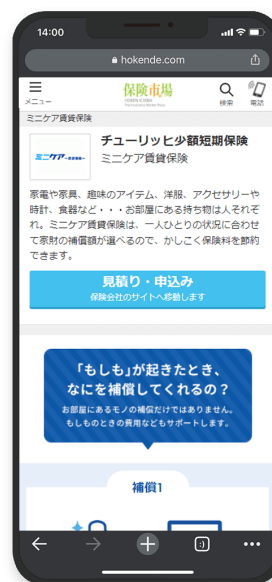 14:00
hokende.com
メニュー
保険市場
検索
電話
ミニケア賃貸保険
ミニケア
チューリッヒ少額短期保険
ミニケア賃貸保険
家電や家具、趣味のアイテム、洋服、アクセサリーや
時計、食器など・・・お部屋にある持ち物は人それぞ
れ。ミニケア賃貸保険は、一人ひとりの状況に合わせ
て家財の補償額が選べるので、かしこく保険料を節約
できます。
見積り・申込み
保険会社のサイトへ移動します
「もしも」が起きたとき、
なにを補償してくれるの？
お部屋にあるモノの補償だけではありません。
もしものときの費用などもサポートします。
補償1
:)